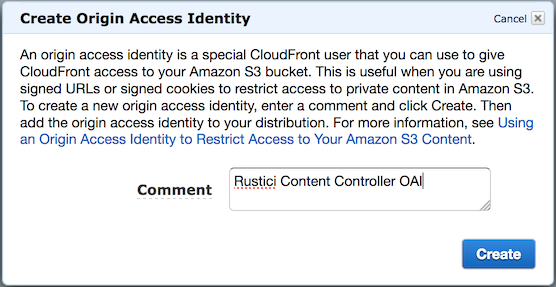 Create Origin Access Identity
Cancel x
An origin access identity is a special CloudFront user that you can use to give
CloudFront access to your Amazon S3 bucket. This is useful when you are using
signed URLs or signed cookies to restrict access to private content in Amazon S3.
To create a new origin access identity, enter a comment and click Create. Then
add the origin access identity to your distribution. For more information, see Using
an Origin Access Identity to Restrict Access to Your Amazon S3 Content.
Comment
Rustici Content Controller OAI
Create